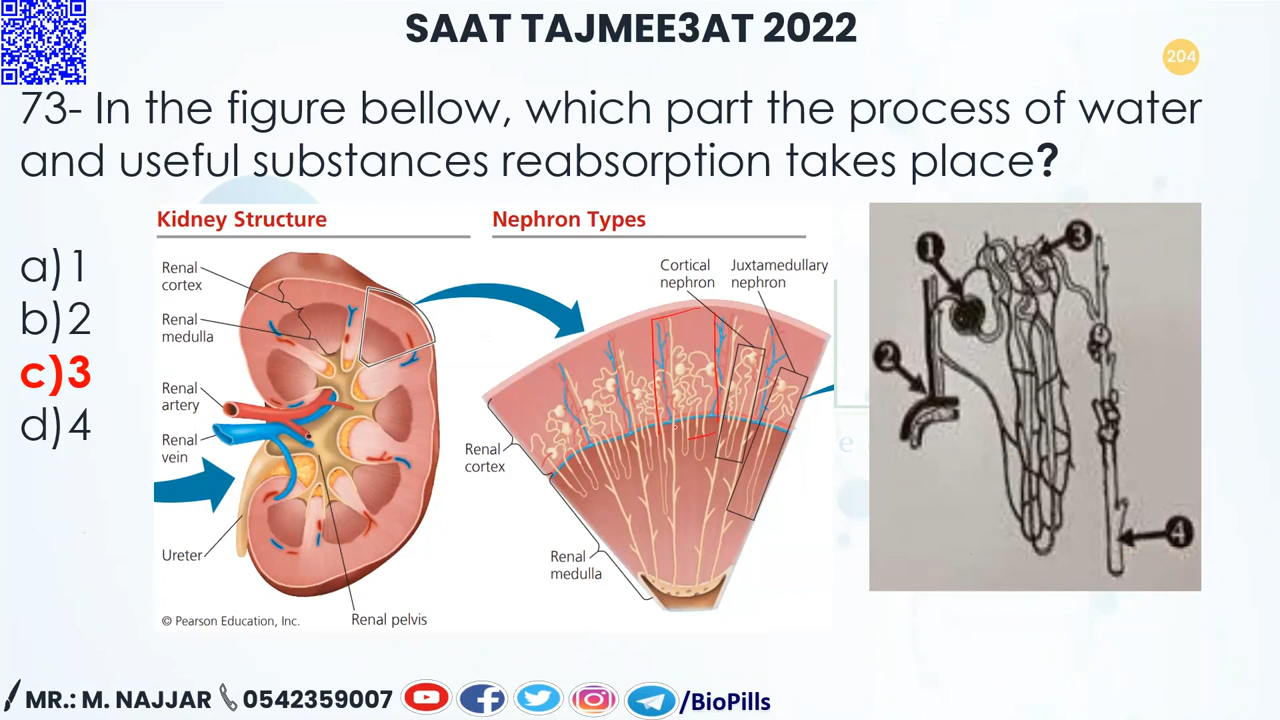 SAAT TAJMEE3AT 2022
204
73- In the figure bellow, which part the process of water
and useful substances reabsorption takes place?
a)1
b)2
c)3
d)4
Kidney Structure
Renal
cortex
Renal
medulla
Renal
artery
Renal
vein
Ureter
Renal pelvis
© Pearson Education, Inc.
Nephron Types
Cortical
nephron
Juxtamedullary
nephron
Renal
cortex
Renal
medulla
e
1
3
2
4
MR.: M. NAJJAR 0542359007 /BioPills